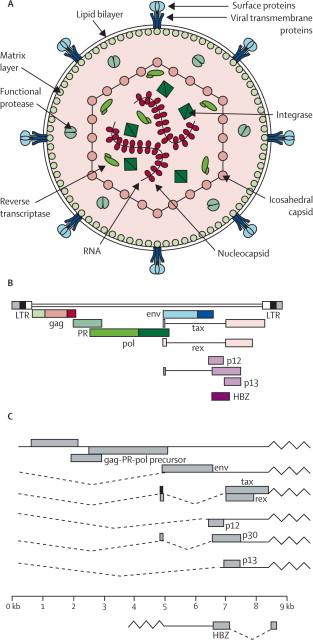 A
Surface proteins
Lipid bilayer
Viral transmembrane
proteins
Matrix
layer
Functional
protease
Integrase
Reverse
transcriptase
Icosahedral
capsid
RNA
Nucleocapsid
B
LTR
LTR
gag
env
tax
PR
pol
rex
p12
p13
HBZ
C
gag-PR-pol precursor
env
tax
rex
p12
p30
p13
0 kb
1
2
3
4
5
6
7
8
9 kb
HBZ